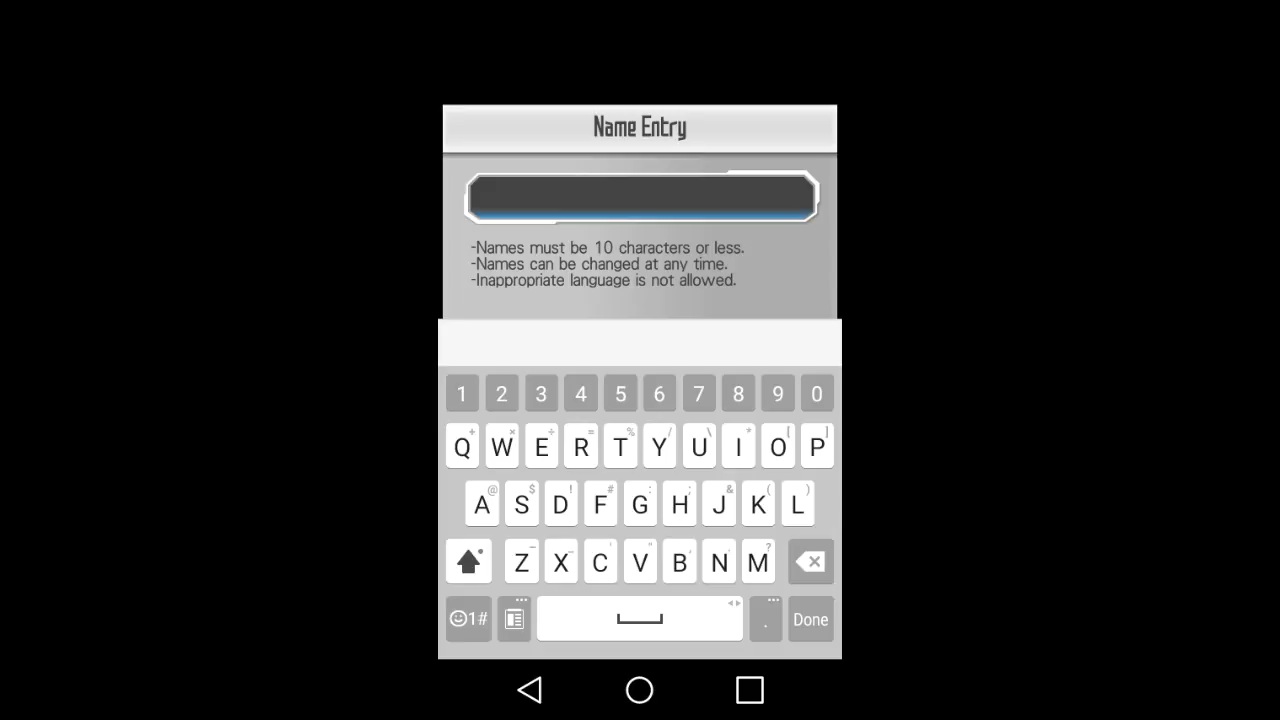 Name Entry
-Names must be 10 characters or less.
-Names can be changed at any time.
-Inappropriate language is not allowed.
1 2 3 4 5 6 7 8 9 0
Q W E R T Y U I O P
A S D F G H J K L
Z X C V B N M
1# . Done